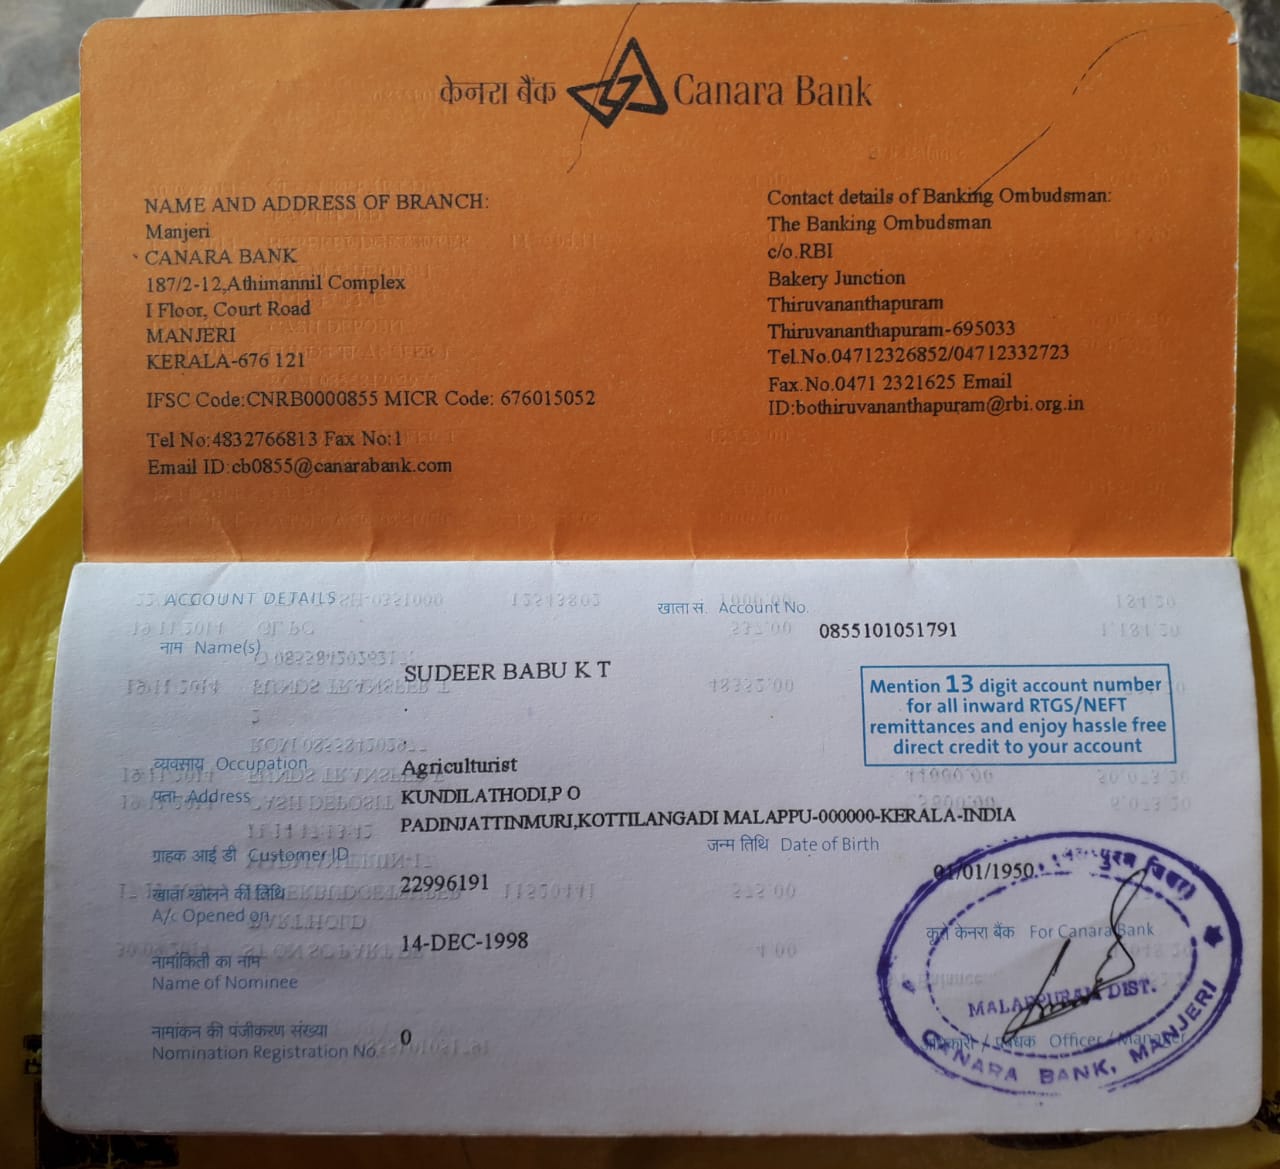 केनरा बैंक Canara Bank
NAME AND ADDRESS OF BRANCH:
Manjeri
CANARA BANK
187/2-12,Athimannil Complex
I Floor, Court Road
MANJERI
KERALA-676 121
IFSC Code:CNRB0000855 MICR Code: 676015052
Tel No:4832766813 Fax No:1
Email ID:cb0855@canarabank.com
Contact details of Banking Ombudsman:
The Banking Ombudsman
c/o.RBI
Bakery Junction
Thiruvananthapuram
Thiruvananthapuram-695033
Tel.No.04712326852/04712332723
Fax.No.0471 2321625 Email
ID:bothiruvananthapuram@rbi.org.in
ACCOUNT DETAILS
खाता सं. Account No.
0855101051791
नाम Name(s)
SUDEER BABU K T
Mention 13 digit account number
for all inward RTGS/NEFT
remittances and enjoy hassle free
direct credit to your account
व्यवसाय Occupation
Agriculturist
पता Address
KUNDILATHODI,P O
PADINJATTINMURI,KOTTILANGADI MALAPPU-000000-KERALA-INDIA
ग्राहक आई डी Customer ID
22996191
जन्म तिथि Date of Birth
01/01/1950
खाता खोलने की तिथि
A/c Opened on
14-DEC-1998
नामांकिती का नाम
Name of Nominee
नामांकन की पंजीकरण संख्या
Nomination Registration No.
0
कृते केनरा बैंक For Canara Bank
MALAPPURAM DIST.
Officer / Manager
CANARA BANK, MANJERI